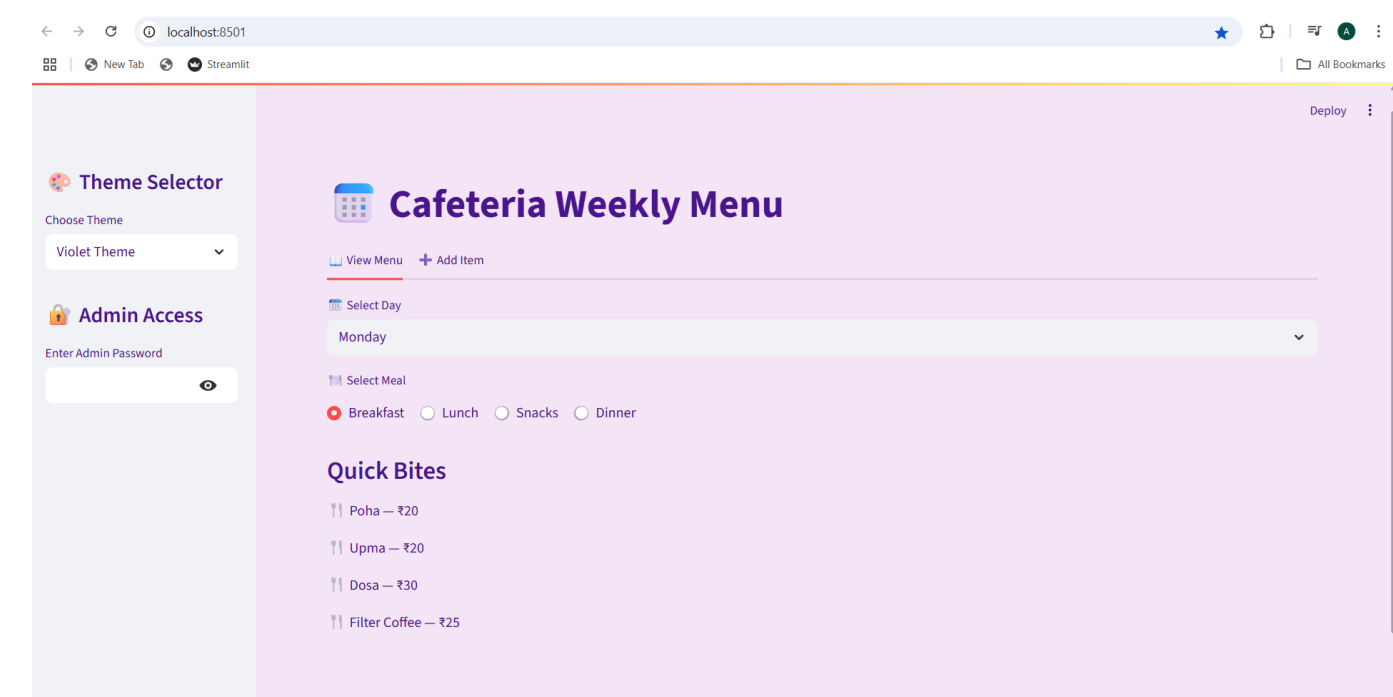 localhost:8501
A
New Tab
Streamlit
All Bookmarks
Deploy
Theme Selector
Choose Theme
Violet Theme
Admin Access
Enter Admin Password
Cafeteria Weekly Menu
View Menu
Add Item
Select Day
Monday
Select Meal
Breakfast Lunch Snacks Dinner
Quick Bites
Poha — ₹20
Upma — ₹20
Dosa — ₹30
Filter Coffee — ₹25